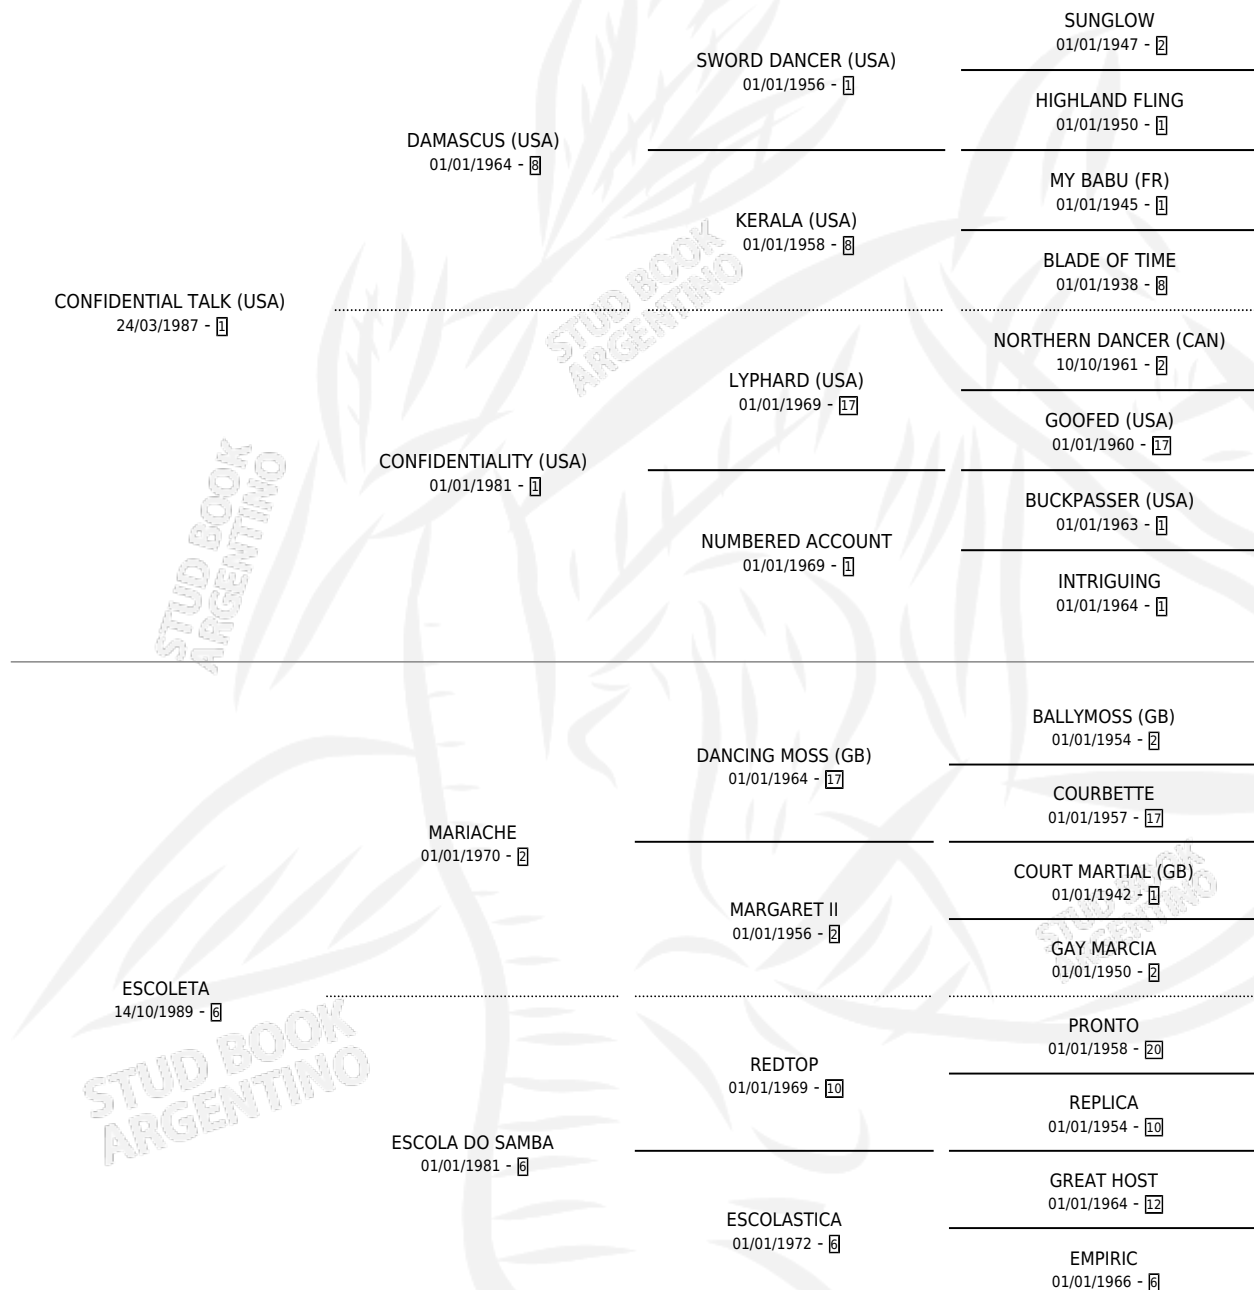 SUNGLOW
01/01/1947 - 2
SWORD DANCER (USA)
01/01/1956 - 1
HIGHLAND FLING
01/01/1950 - 1
DAMASCUS (USA)
01/01/1964 - 8
MY BABU (FR)
01/01/1945 - 1
KERALA (USA)
01/01/1958 - 8
BLADE OF TIME
01/01/1938 - 8
CONFIDENTIAL TALK (USA)
24/03/1987 - 1
NORTHERN DANCER (CAN)
10/10/1961 - 2
LYPHARD (USA)
01/01/1969 - 17
GOOFED (USA)
01/01/1960 - 17
CONFIDENTIALITY (USA)
01/01/1981 - 1
BUCKPASSER (USA)
01/01/1963 - 1
NUMBERED ACCOUNT
01/01/1969 - 1
INTRIGUING
01/01/1964 - 1
BALLYMOSS (GB)
01/01/1954 - 2
DANCING MOSS (GB)
01/01/1964 - 17
COURBETTE
01/01/1957 - 17
MARIACHE
01/01/1970 - 2
COURT MARTIAL (GB)
01/01/1942 - 1
MARGARET II
01/01/1956 - 2
GAY MARCIA
01/01/1950 - 2
ESCOLETA
14/10/1989 - 6
PRONTO
01/01/1958 - 20
REDTOP
01/01/1969 - 10
REPLICA
01/01/1954 - 10
ESCOLA DO SAMBA
01/01/1981 - 6
GREAT HOST
01/01/1964 - 12
ESCOLASTICA
01/01/1972 - 6
EMPIRIC
01/01/1966 - 6
STUD BOOK
ARGENTINO
STUD BOOK
ARGENTINO
STUD BOOK
ARGENTINO
STUD BOOK
ARGENTINO